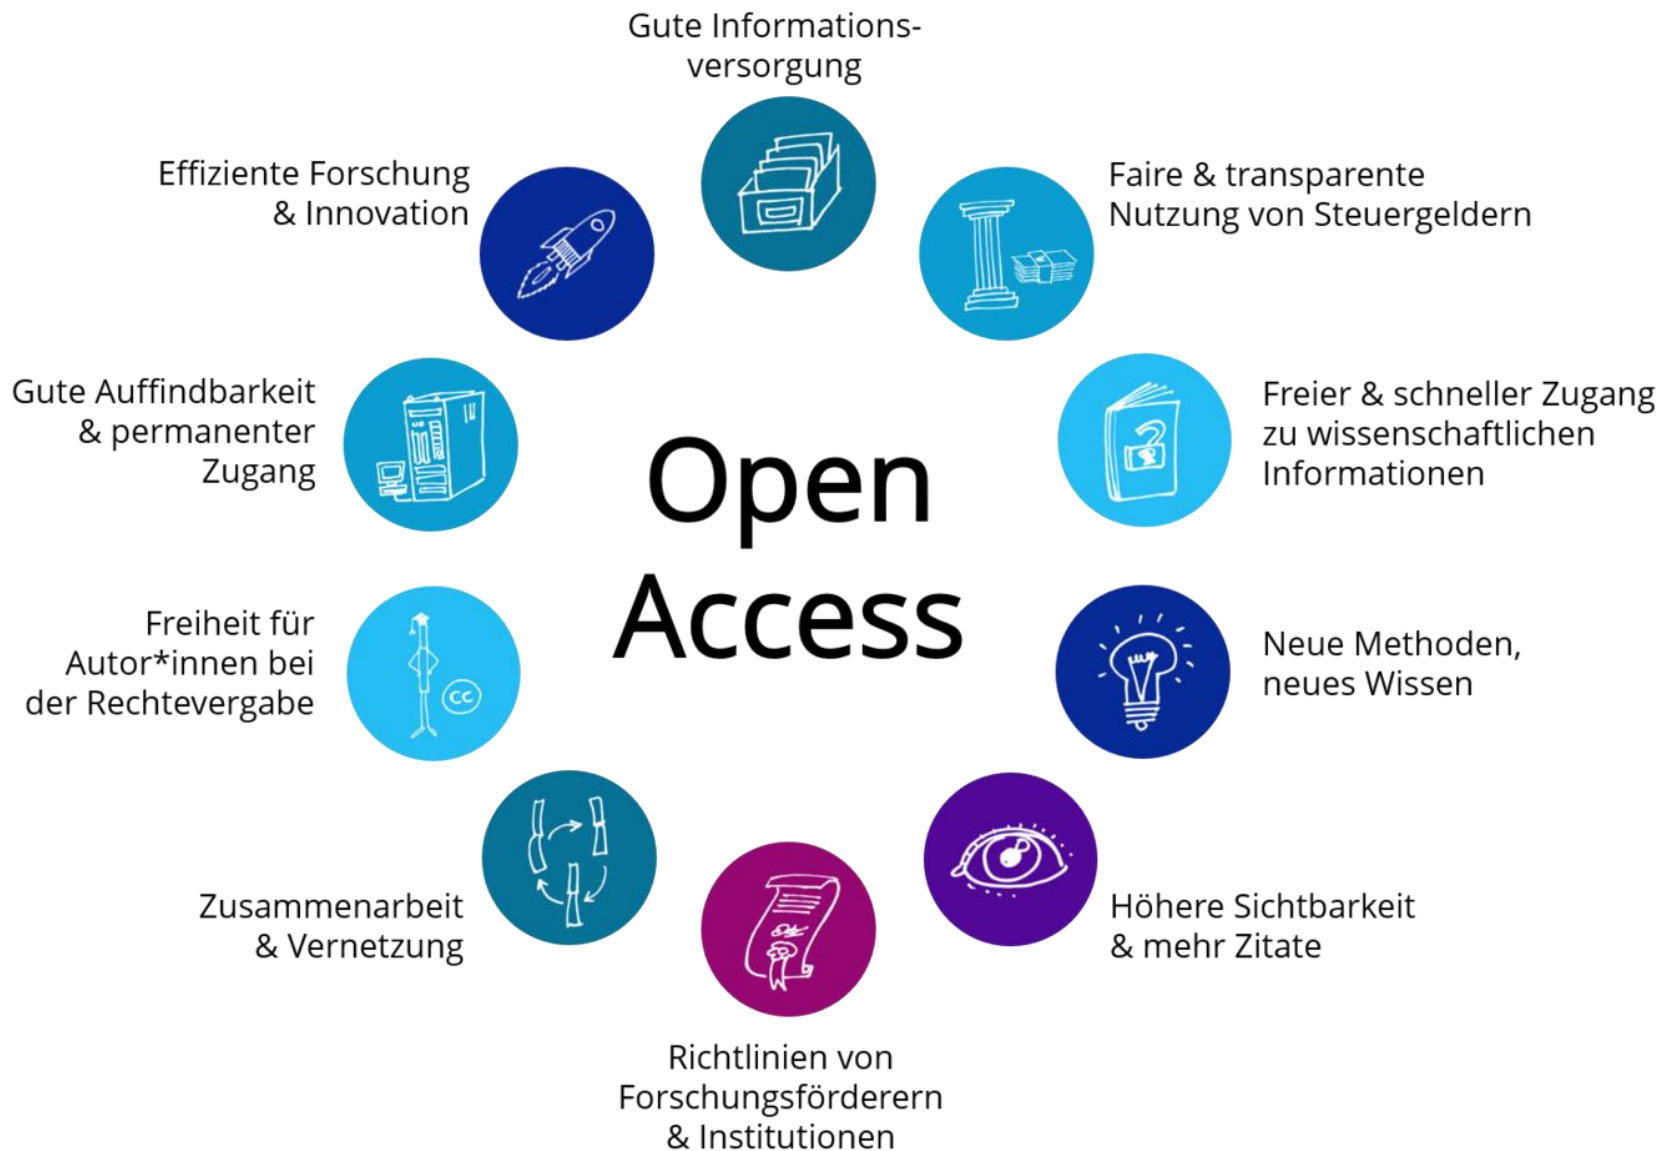 Gute Informations-
versorgung
Faire & transparente
Nutzung von Steuergeldern
Freier & schneller Zugang
zu wissenschaftlichen
Informationen
Neue Methoden,
neues Wissen
Höhere Sichtbarkeit
& mehr Zitate
Richtlinien von
Forschungsförderern
& Institutionen
Zusammenarbeit
& Vernetzung
Freiheit für
Autor*innen bei
der Rechtevergabe
cc
Gute Auffindbarkeit
& permanenter
Zugang
Effiziente Forschung
& Innovation
Open
Access